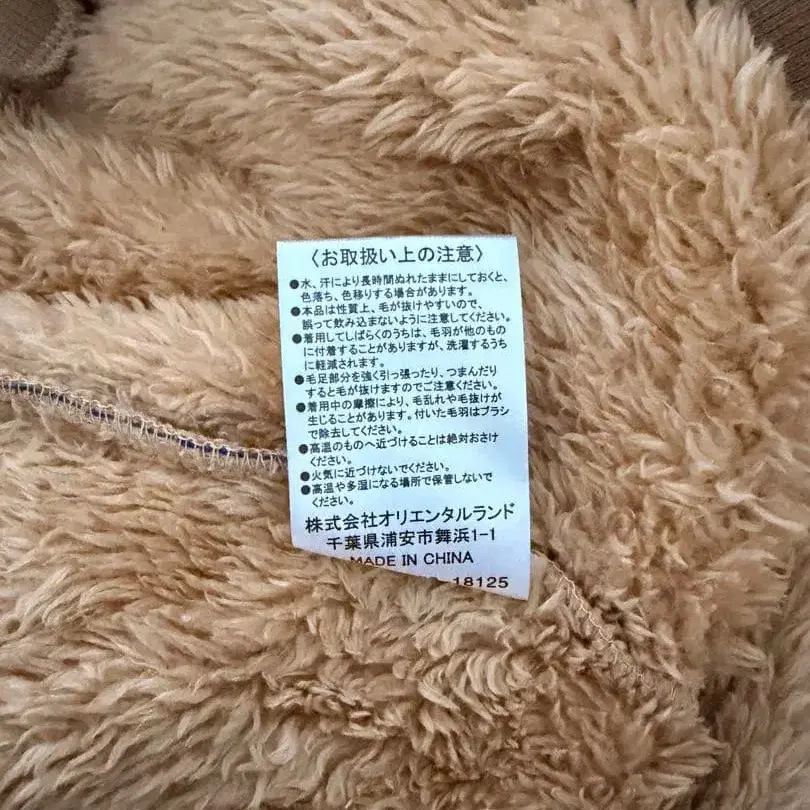 〈お取扱い上の注意〉
●水、汗により長時間ぬれたままにしておくと、
色落ち、色移りする場合があります。
●本品は性質上、毛が抜けやすいので、
誤って飲み込まないように注意してください。
●着用してしばらくのうちは、毛羽が他のもの
に付着することがありますが、洗濯するうち
に軽減されます。
●毛足部分を強く引っ張ったり、つまんだり
すると毛が抜けますのでご注意ください。
●着用中の摩擦により、毛乱れや毛抜けが
生じることがあります。付いた毛羽はブラシ
で除去してください。
●高温のものへ近づけることは絶対おさけ
ください。
●火気に近づけないでください。
●高温や多湿になる場所で保管しないで
ください。
株式会社オリエンタルランド
千葉県浦安市舞浜1-1
MADE IN CHINA
18125